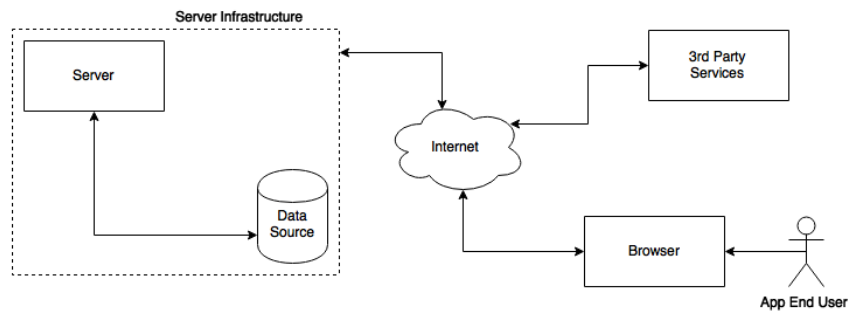 Server Infrastructure
Server
3rd Party
Services
Internet
Data
Source
Browser
App End User